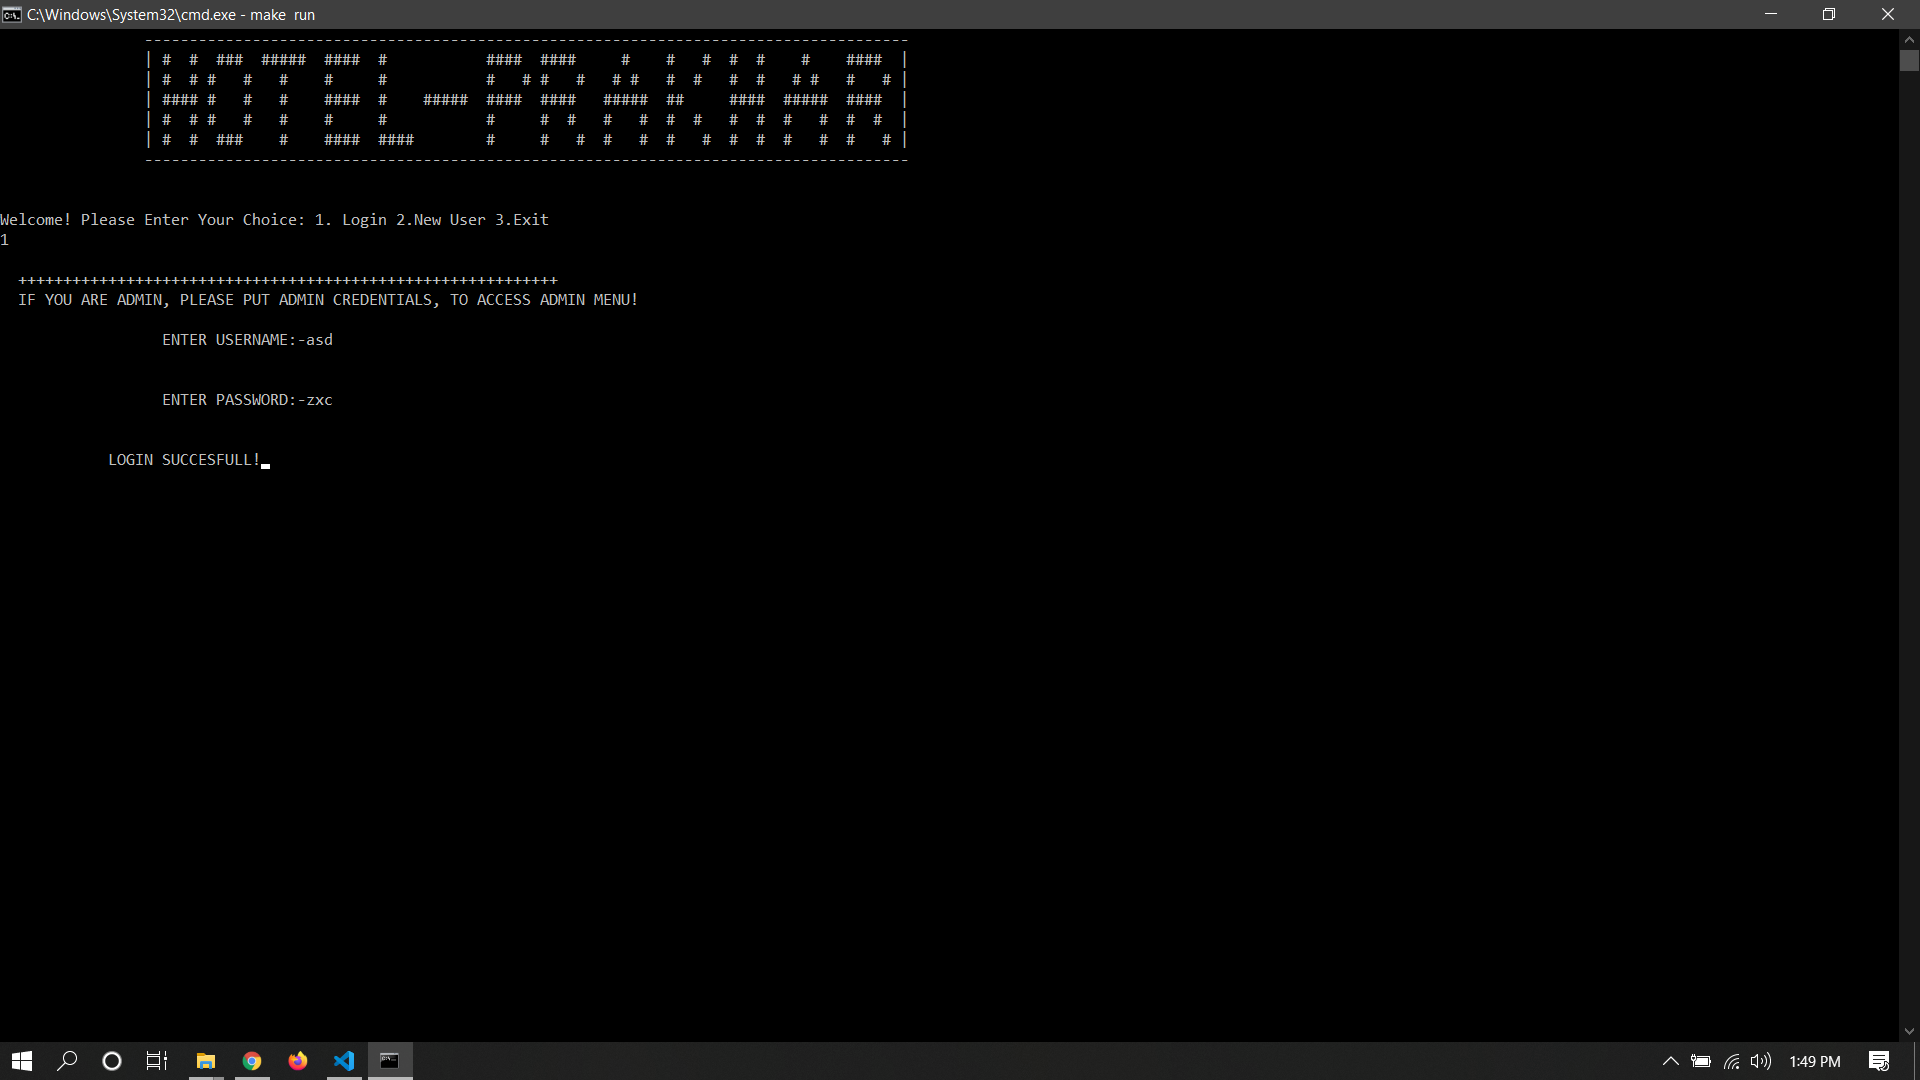 C:\Windows\System32\cmd.exe - make  run
HOTEL-PRAKHAR
Welcome! Please Enter Your Choice: 1. Login 2.New User 3.Exit
1
++++++++++++++++++++++++++++++++++++++++++++++++++++++++++++
IF YOU ARE ADMIN, PLEASE PUT ADMIN CREDENTIALS, TO ACCESS ADMIN MENU!
ENTER USERNAME:-asd
ENTER PASSWORD:-zxc
LOGIN SUCCESFULL!
1:49 PM